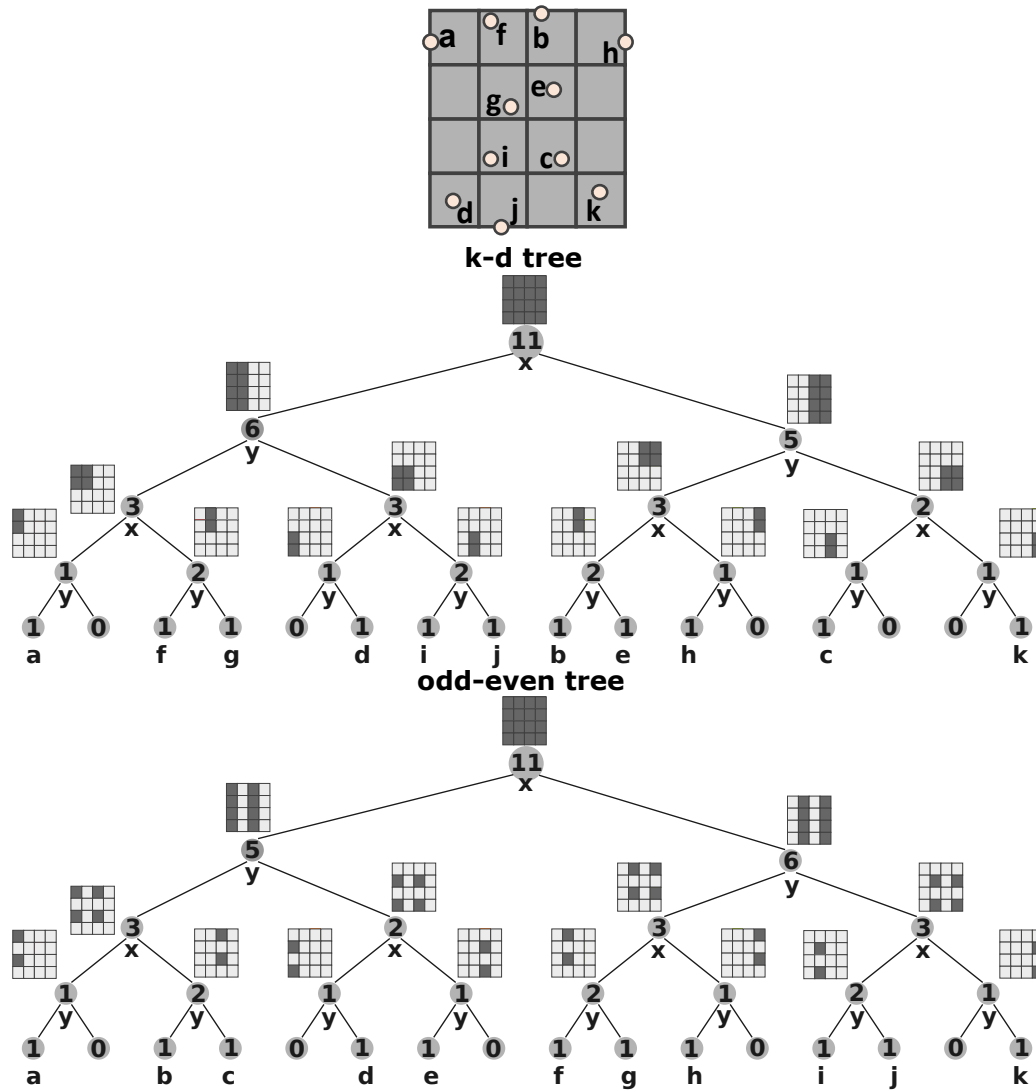 a f b h
e
g
i c
d j k
k-d tree
11
x
6 5
y y
3 3 3 2
x x x x
1 2 1 2 2 1 1 1
y y y y y y y y
1 0 1 1 0 1 1 1 1 1 1 0 1 0 0 1
a f g d i j b e h c k
odd-even tree
11
x
5 6
y y
3 2 3 3
x x x x
1 2 1 1 2 1 2 1
y y y y y y y y
1 0 1 1 0 1 1 0 1 1 1 0 1 1 0 1
a b c d e f g h i j k